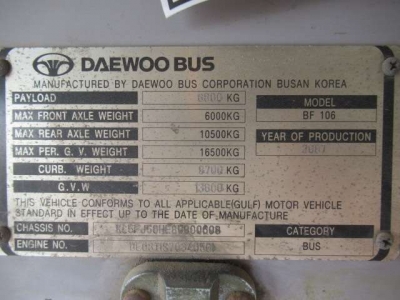 DAEWOO BUS
MANUFACTURED BY DAEWOO BUS CORPORATION BUSAN KOREA
PAYLOAD KG
MAX FRONT AXLE WEIGHT 6000KG
MAX REAR AXLE WEIGHT 10500KG
MAX PER. G. V. WEIGHT 16500KG
CURB. WEIGHT KG
G.V.W KG
MODEL
BF 106
YEAR OF PRODUCTION
2007
THIS VEHICLE CONFORMS TO ALL APPLICABLE(GULF) MOTOR VEHICLE
STANDARD IN EFFECT UP TO THE DATE OF MANUFACTURE
CHASSIS NO.
ENGINE NO.
CATEGORY
BUS